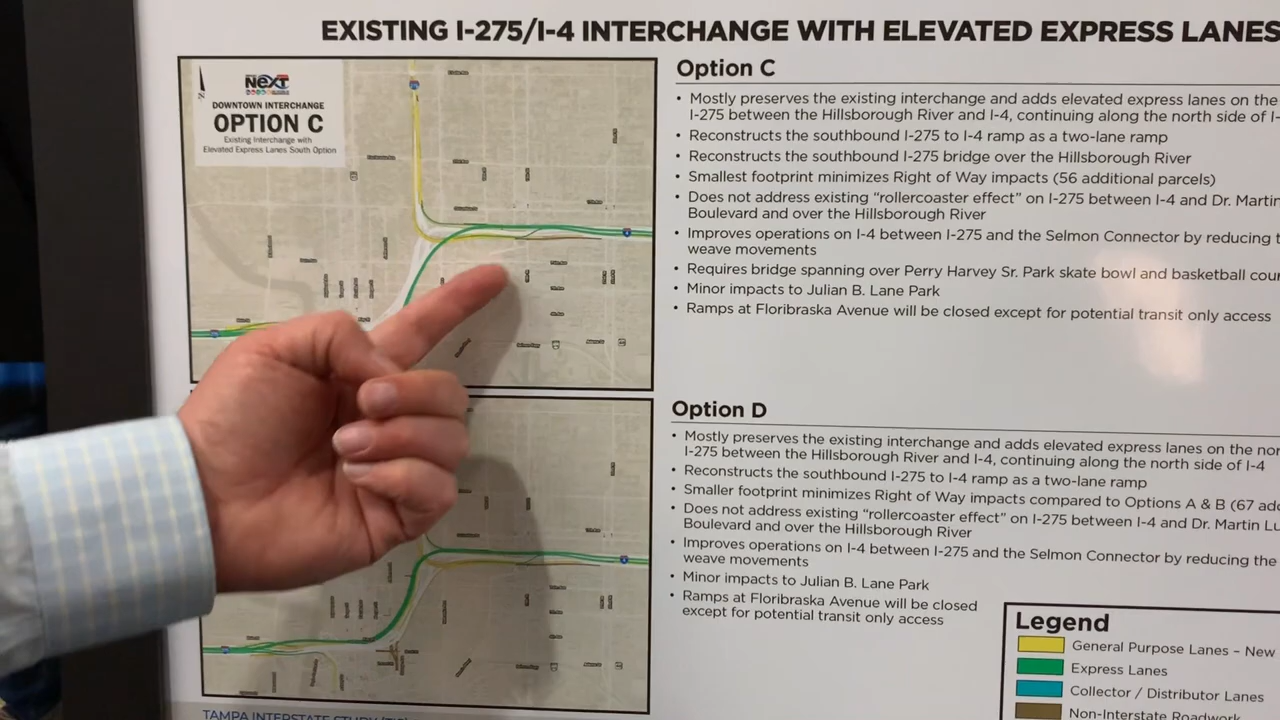 EXISTING I-275/I-4 INTERCHANGE WITH ELEVATED EXPRESS LANES
N
NEXT
DOWNTOWN INTERCHANGE
OPTION C
Existing Interchange with
Elevated Express Lanes South Option
Option C
• Mostly preserves the existing interchange and adds elevated express lanes on the
I-275 between the Hillsborough River and I-4, continuing along the north side of I-
• Reconstructs the southbound I-275 to I-4 ramp as a two-lane ramp
• Reconstructs the southbound I-275 bridge over the Hillsborough River
• Smallest footprint minimizes Right of Way impacts (56 additional parcels)
• Does not address existing “rollercoaster effect” on I-275 between I-4 and Dr. Martin
Boulevard and over the Hillsborough River
• Improves operations on I-4 between I-275 and the Selmon Connector by reducing t
weave movements
• Requires bridge spanning over Perry Harvey Sr. Park skate bowl and basketball cou
• Minor impacts to Julian B. Lane Park
• Ramps at Floribraska Avenue will be closed except for potential transit only access
Option D
• Mostly preserves the existing interchange and adds elevated express lanes on the nor
I-275 between the Hillsborough River and I-4, continuing along the north side of I-4
• Reconstructs the southbound I-275 to I-4 ramp as a two-lane ramp
• Smaller footprint minimizes Right of Way impacts compared to Options A & B (67 add
• Does not address existing “rollercoaster effect” on I-275 between I-4 and Dr. Martin Lu
Boulevard and over the Hillsborough River
• Improves operations on I-4 between I-275 and the Selmon Connector by reducing the
weave movements
• Minor impacts to Julian B. Lane Park
• Ramps at Floribraska Avenue will be closed
except for potential transit only access
Legend
General Purpose Lanes – New
Express Lanes
Collector / Distributor Lanes
Non-Interstate Roadway
TAMPA INTERSTATE STUDY